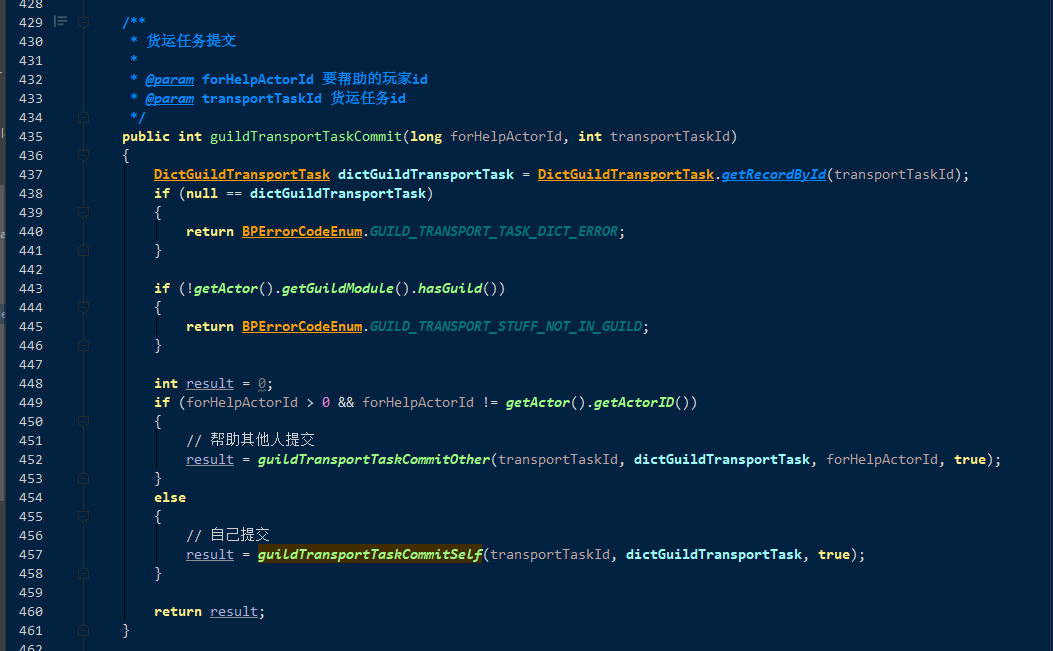 428
429 /**
430  * 货运任务提文
431  *
432  * @param forHelpActorId 要帮助的玩家id
433  * @param transportTaskId 货运任务id
434  */
435 public int guildTransportTaskCommit(long forHelpActorId, int transportTaskId)
436 {
437     DictGuildTransportTask dictGuildTransportTask = DictGuildTransportTask.getRecordById(transportTaskId);
438     if (null == dictGuildTransportTask)
439     {
440         return BPErrorCodeEnum.GUILD_TRANSPORT_TASK_DICT_ERROR;
441     }
442
443     if (!getActor().getGuildModule().hasGuild())
444     {
445         return BPErrorCodeEnum.GUILD_TRANSPORT_STUFF_NOT_IN_GUILD;
446     }
447
448     int result = 0;
449     if (forHelpActorId > 0 && forHelpActorId != getActor().getActorID())
450     {
451         // 帮助其他人提交
452         result = guildTransportTaskCommitOther(transportTaskId, dictGuildTransportTask, forHelpActorId, true);
453     }
454     else
455     {
456         // 自己提交
457         result = guildTransportTaskCommitSelf(transportTaskId, dictGuildTransportTask, true);
458     }
459
460     return result;
461 }
462